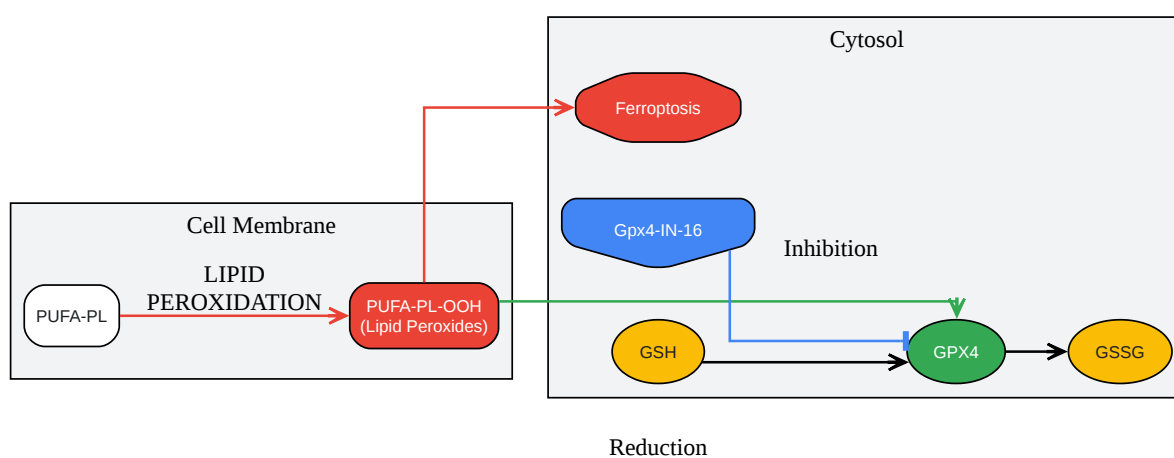 Cytosol
Ferroptosis
Cell Membrane
Gpx4-IN-16
Inhibition
LIPID
PEROXIDATION
PUFA-PL
PUFA-PL-OOH
(Lipid Peroxides)
GSH
GPX4
GSSG
Reduction